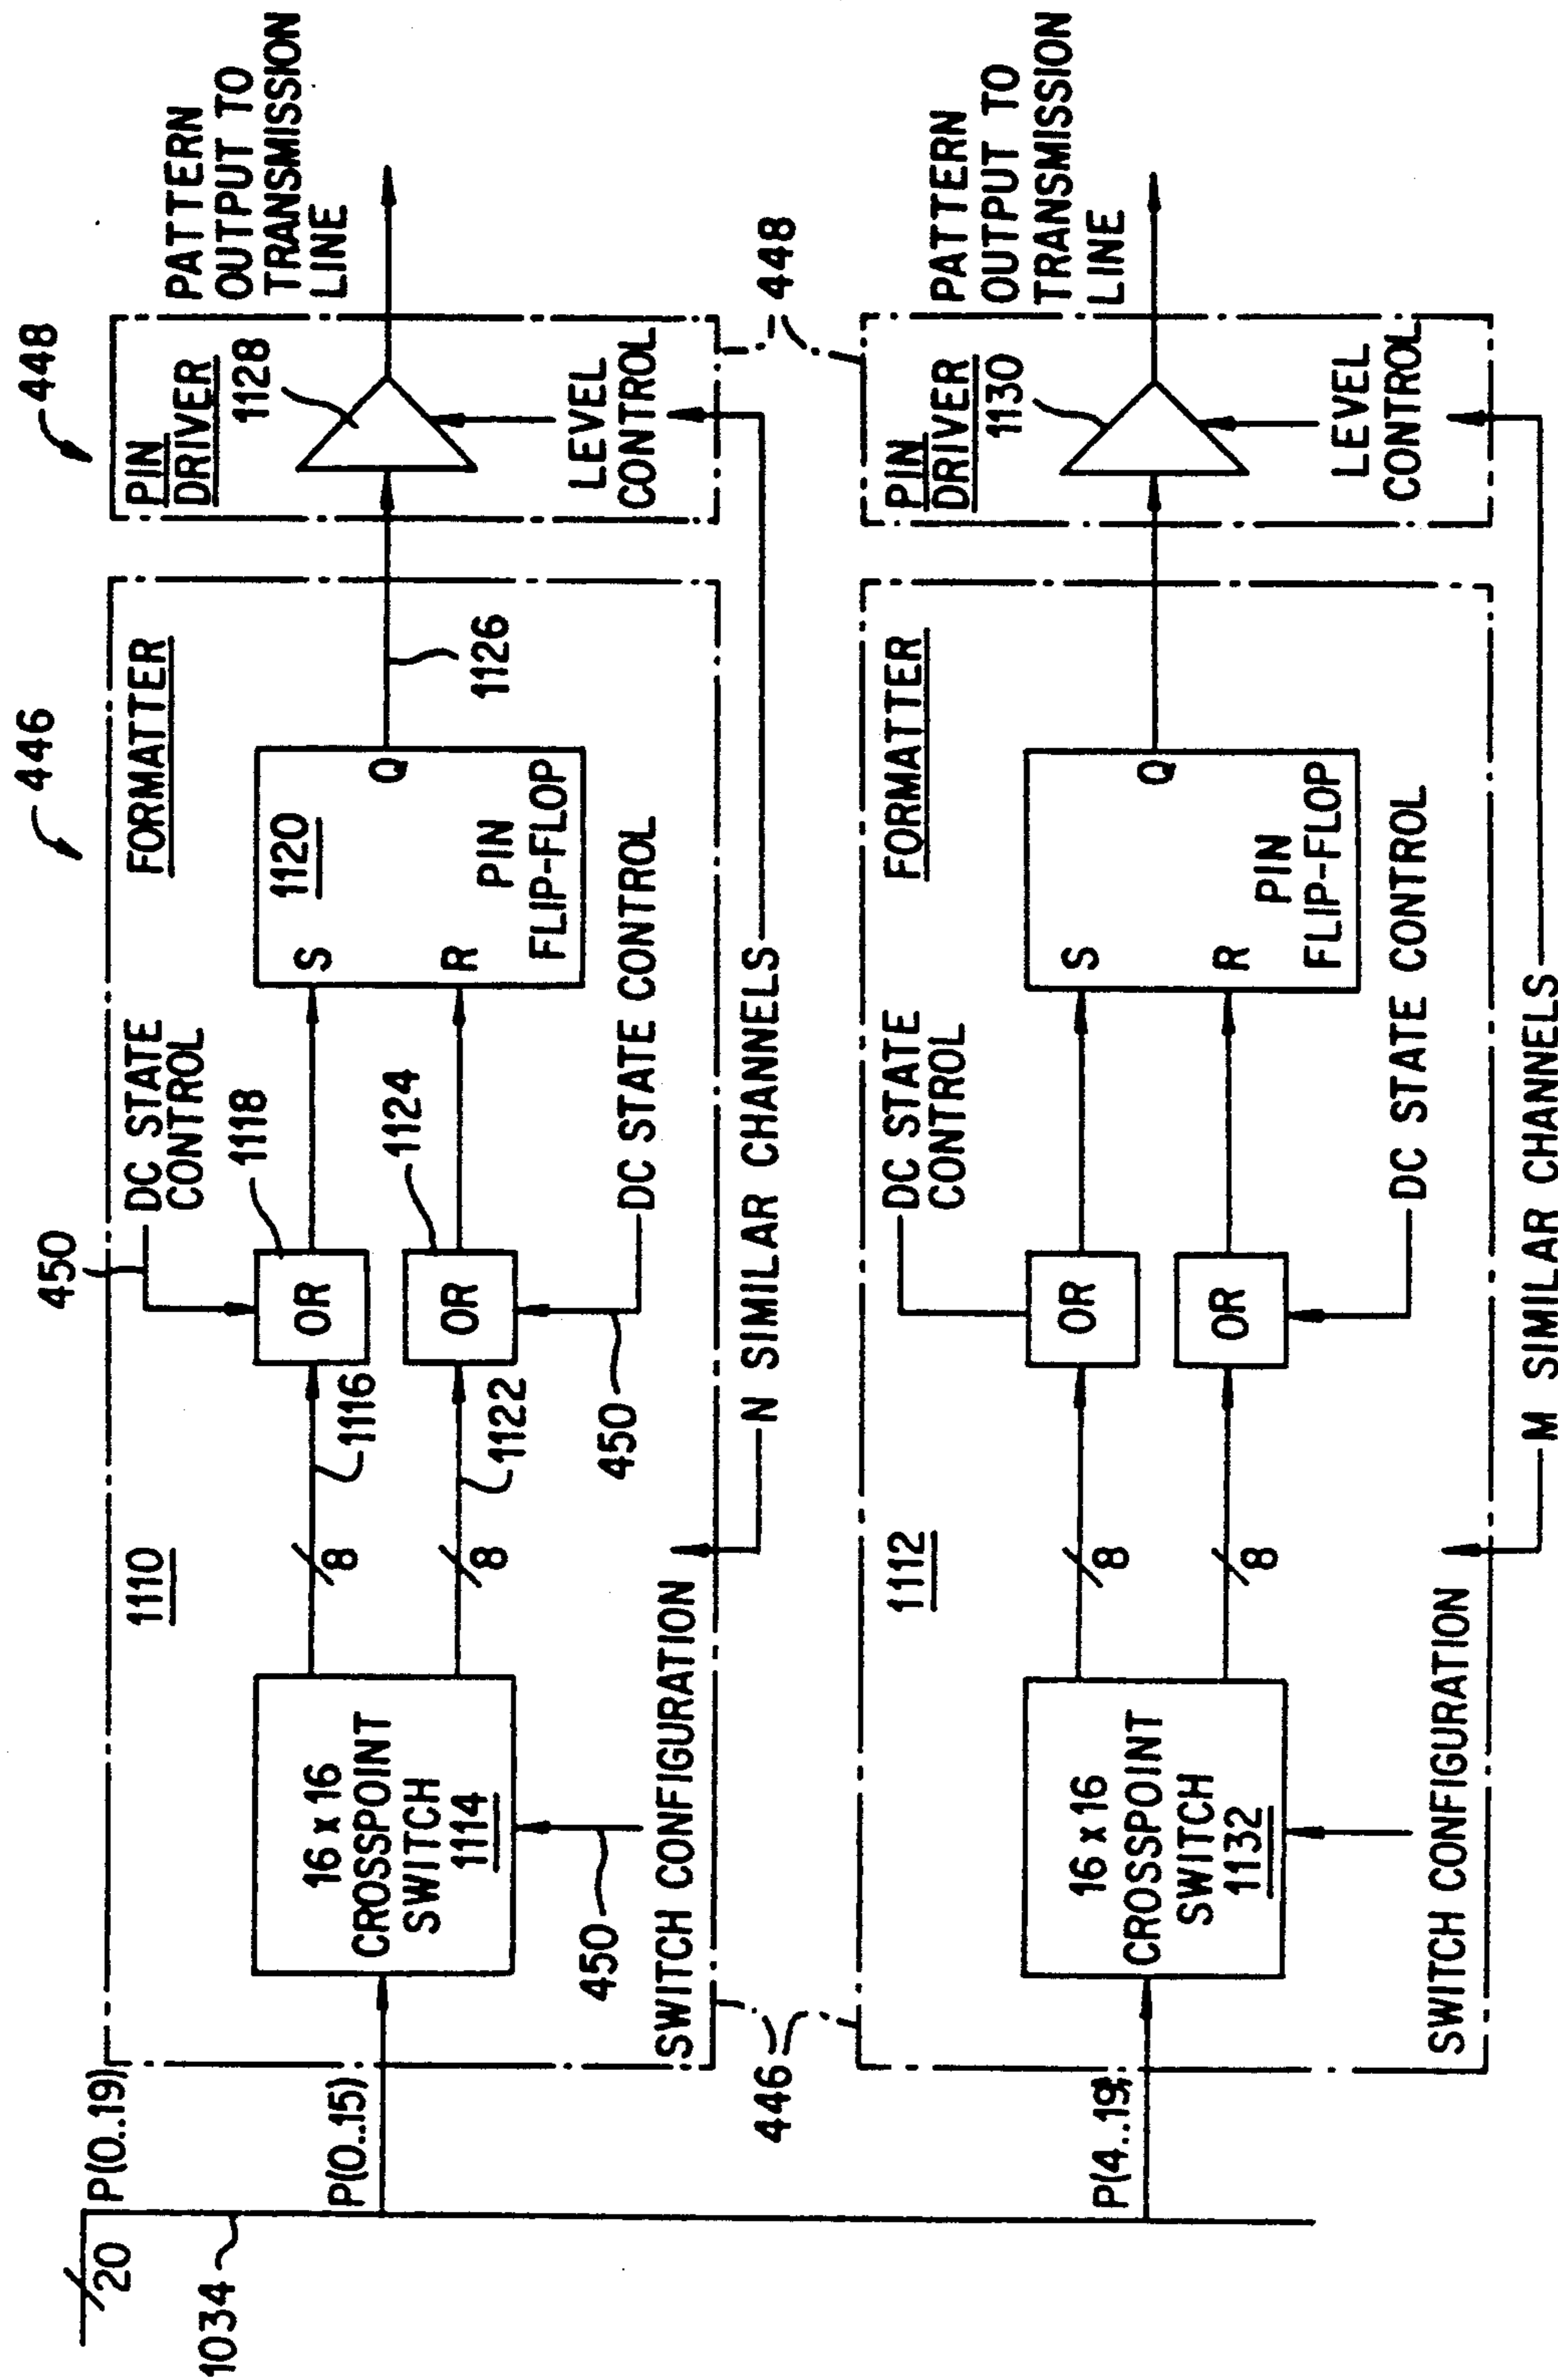 20
P(0..19)
1034
446
448
P(0..15)
1110
FORMATTER
16 x 16
CROSSPOINT
SWITCH
1114
450
SWITCH CONFIGURATION
8
8
1116
1122
450
DC STATE
CONTROL
1118
OR
OR
1124
450
DC STATE CONTROL
S
R
1120
Q
PIN
FLIP-FLOP
1126
PIN
DRIVER
1128
LEVEL
CONTROL
PATTERN
OUTPUT TO
TRANSMISSION
LINE
N SIMILAR CHANNELS
446
448
P(4..19)
1112
FORMATTER
16 x 16
CROSSPOINT
SWITCH
1132
SWITCH CONFIGURATION
8
8
DC STATE
CONTROL
OR
OR
DC STATE CONTROL
S
R
Q
PIN
FLIP-FLOP
PIN
DRIVER
1130
LEVEL
CONTROL
PATTERN
OUTPUT TO
TRANSMISSION
LINE
M SIMILAR CHANNELS